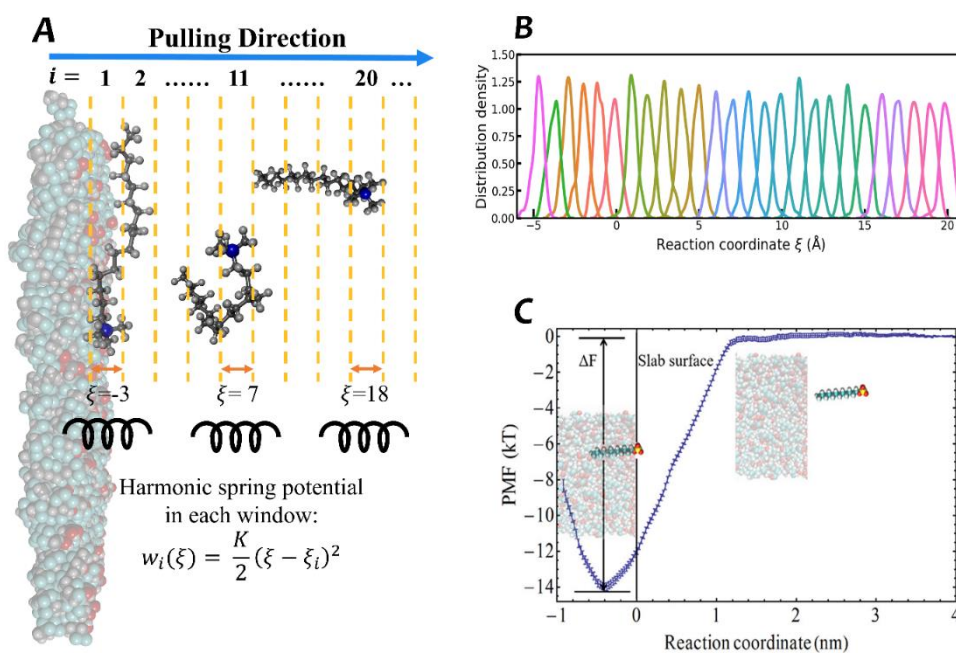 A
Pulling Direction
i = 1 2 …… 11 …… 20 …
ξ=-3 ξ= 7 ξ=18
Harmonic spring potential
in each window:
w_i(ξ) = K/2 (ξ − ξ_i)²
B
Distribution density
1.50
1.25
1.00
0.75
0.50
0.25
0.00
−5 0 5 10 15 20
Reaction coordinate ξ (Å)
C
PMF (kT)
0
−2
−4
−6
−8
−10
−12
−14
ΔF
Slab surface
-1 0 1 2 3 4
Reaction coordinate (nm)